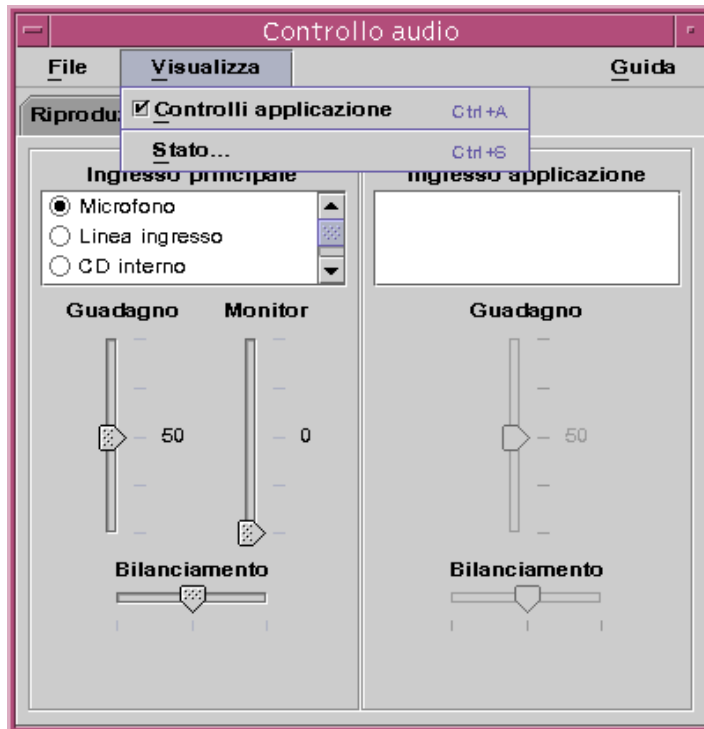 Controllo audio
File Visualizza Guida
Controlli applicazione Ctrl+A
Stato... Ctrl+S
Ingresso principale Ingresso applicazione
Microfono
Linea ingresso
CD interno
Guadagno Monitor Guadagno
50 0 50
Bilanciamento Bilanciamento